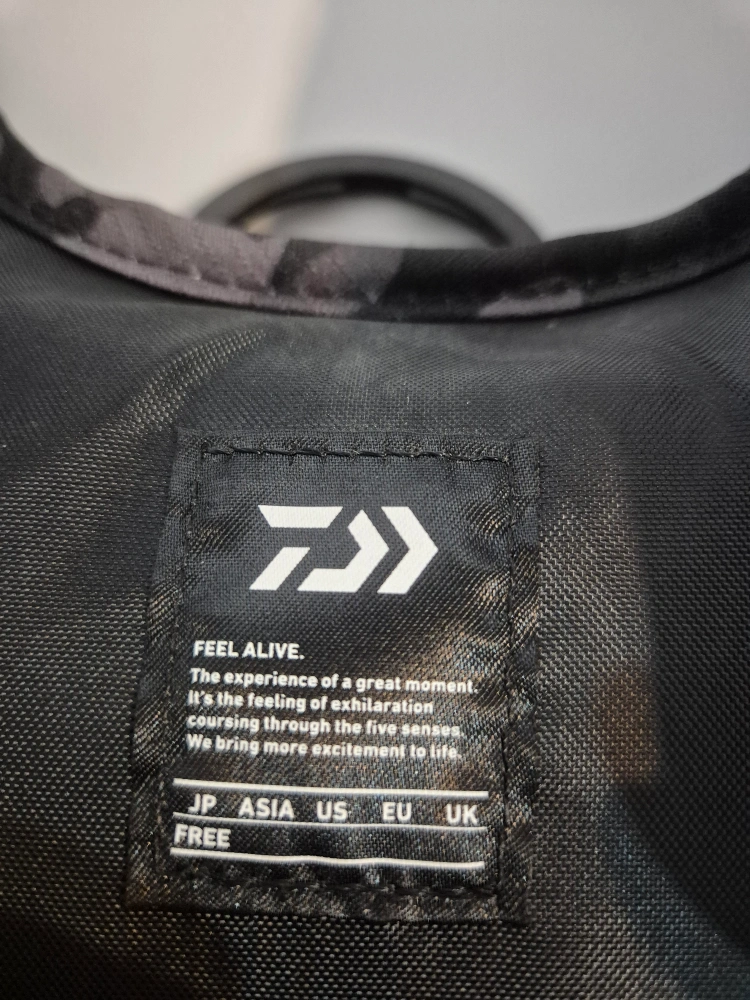 FEEL ALIVE.
The experience of a great moment.
It's the feeling of exhilaration
coursing through the five senses.
We bring more excitement to life.
JP ASIA US EU UK
FREE